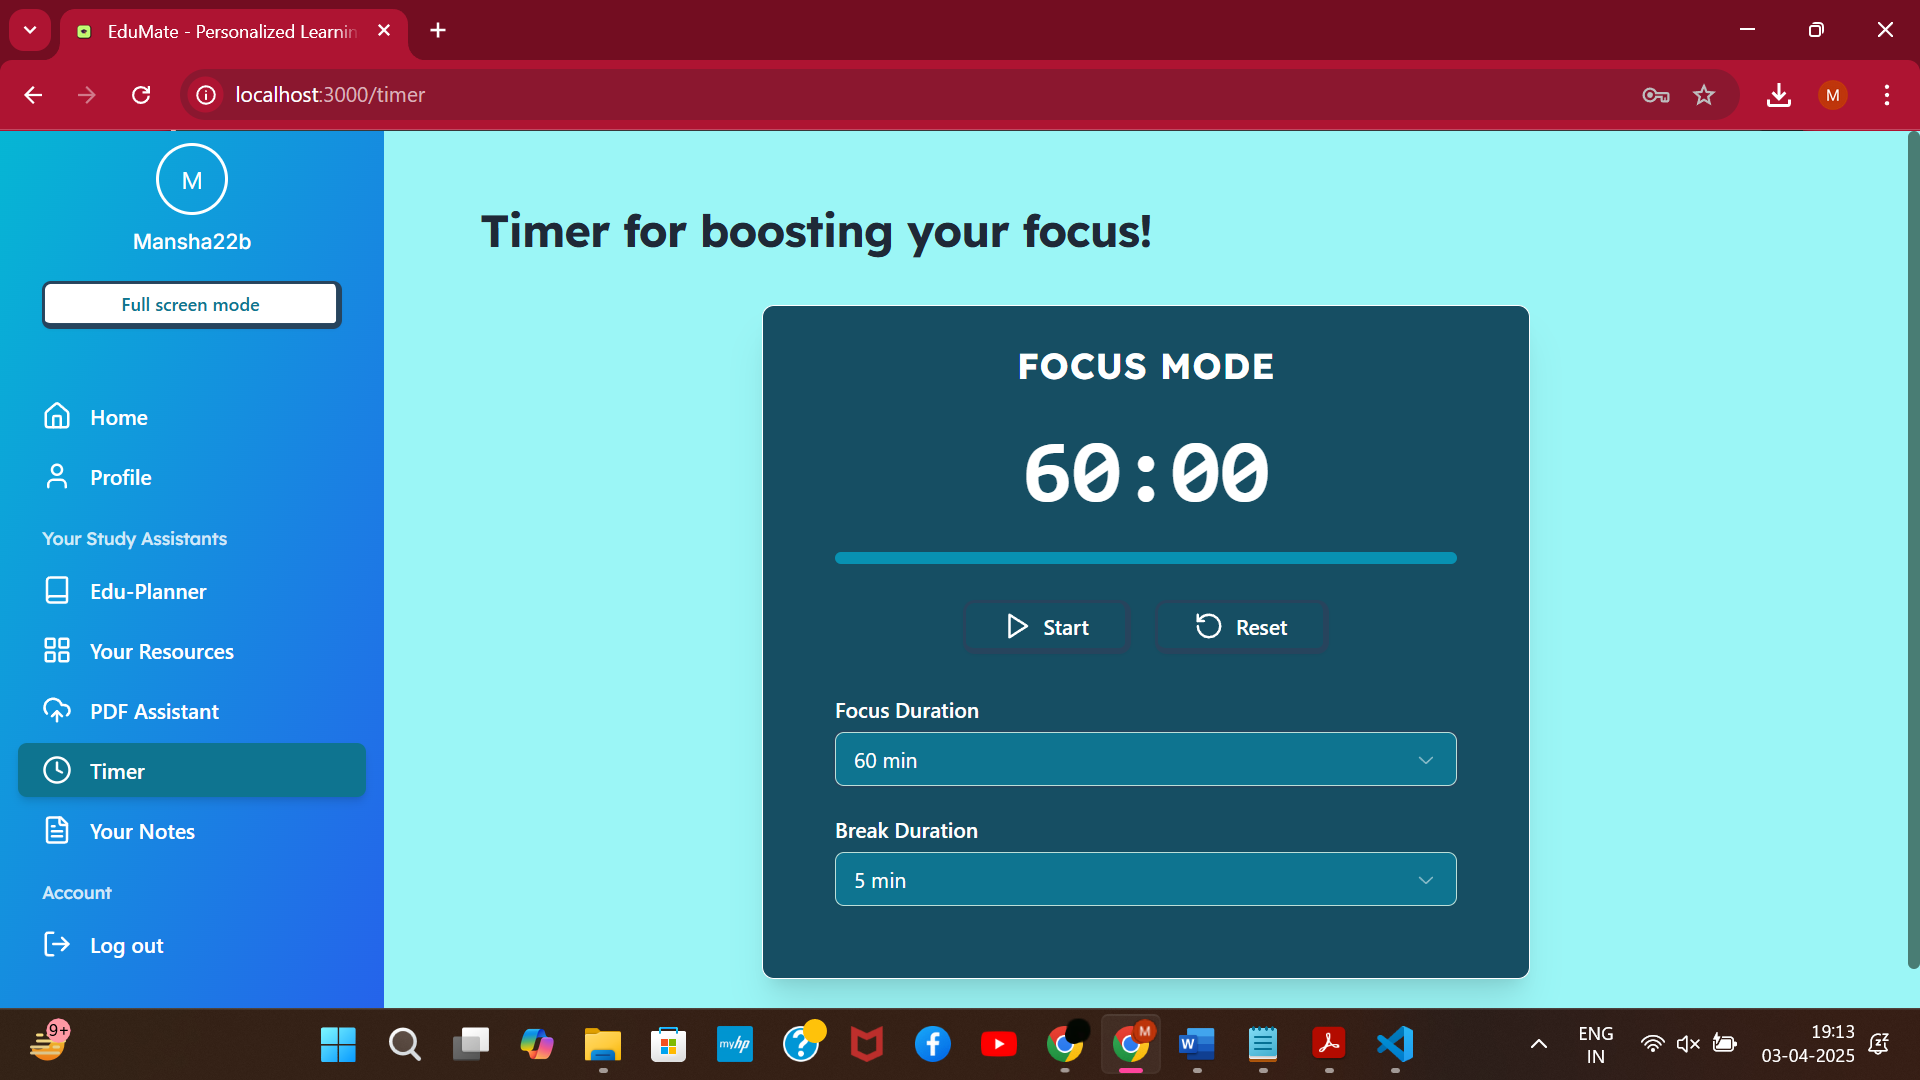 EduMate - Personalized Learnin
localhost:3000/timer
M
M
Mansha22b
Full screen mode
Home
Profile
Your Study Assistants
Edu-Planner
Your Resources
PDF Assistant
Timer
Your Notes
Account
Log out
Timer for boosting your focus!
FOCUS MODE
60:00
Start
Reset
Focus Duration
60 min
Break Duration
5 min
9+
myhp
?
M
W
ENG
IN
19:13
03-04-2025